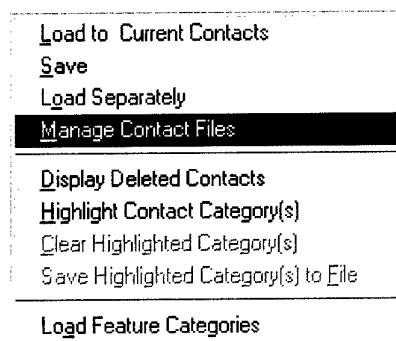 Load to Current Contacts
Save
Load Separately
Manage Contact Files
Display Deleted Contacts
Highlight Contact Category(s)
Clear Highlighted Category(s)
Save Highlighted Category(s) to File
Load Feature Categories